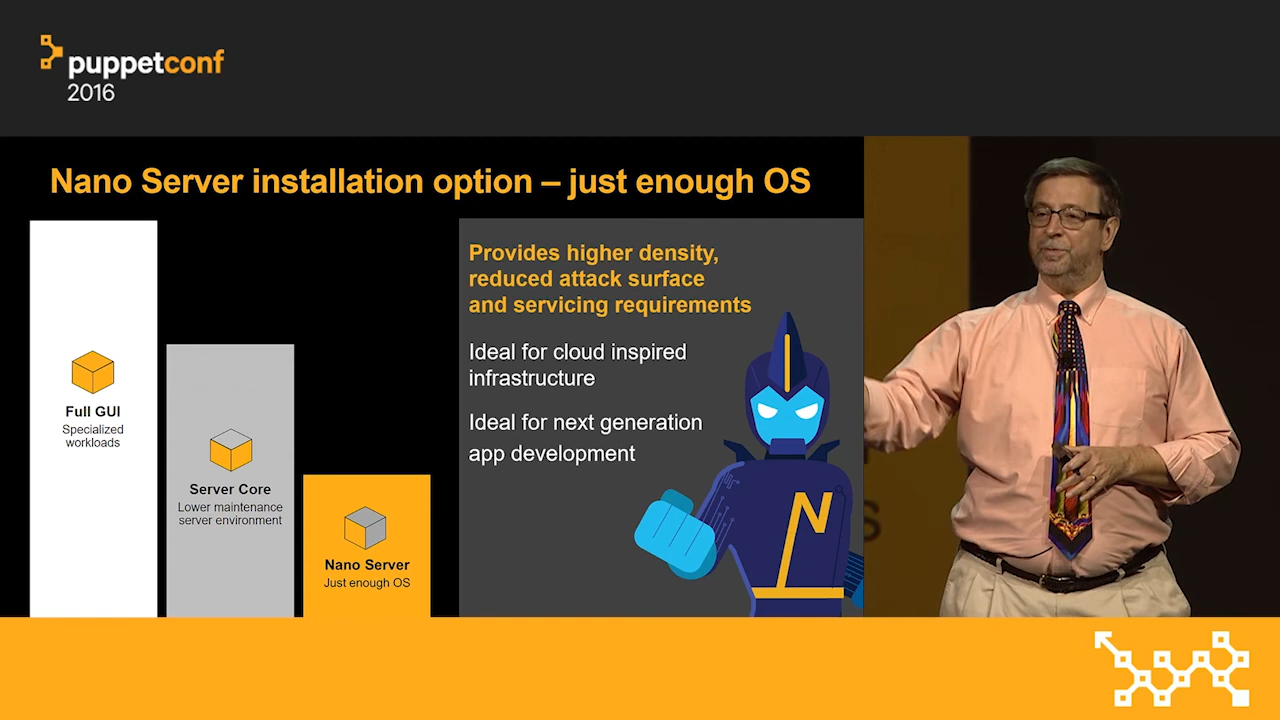 puppetconf
2016
Nano Server installation option – just enough OS
Full GUI
Specialized
workloads
Server Core
Lower maintenance
server environment
Nano Server
Just enough OS
Provides higher density,
reduced attack surface
and servicing requirements
Ideal for cloud inspired
infrastructure
Ideal for next generation
app development
N
S